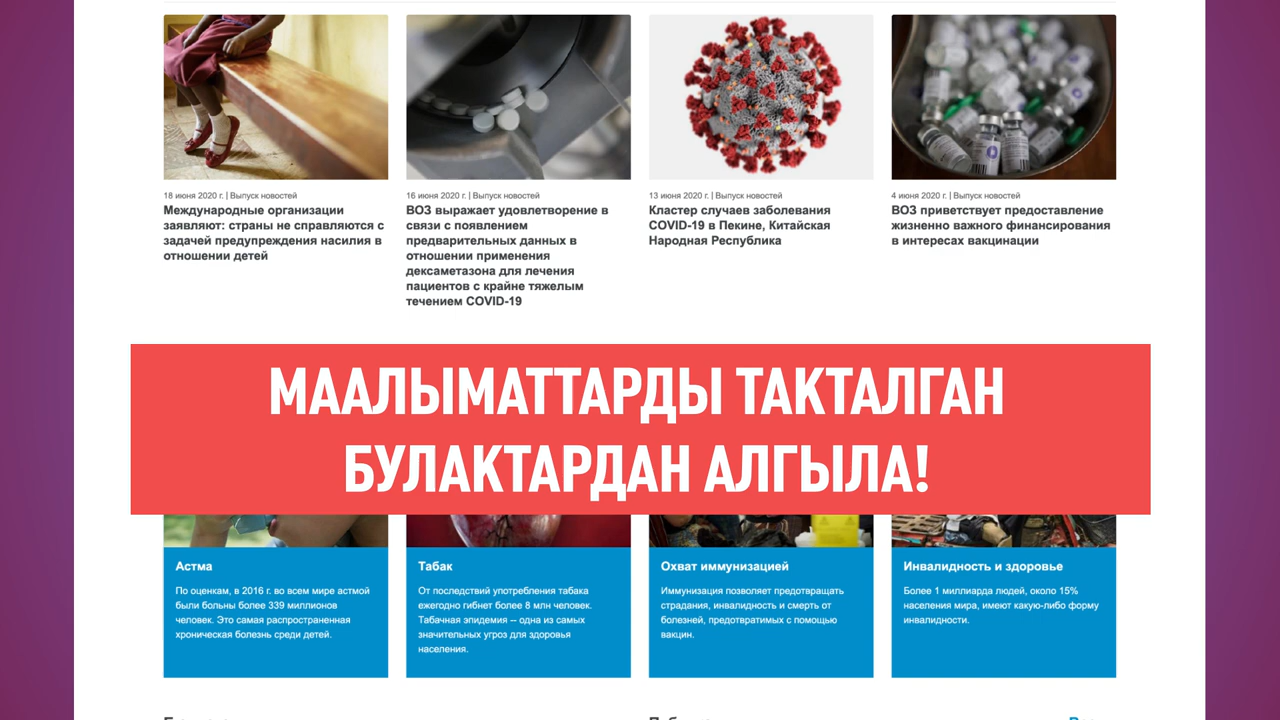 18 июня 2020 г. | Выпуск новостей
Международные организации
заявляют: страны не справляются с
задачей предупреждения насилия в
отношении детей
16 июня 2020 г. | Выпуск новостей
ВОЗ выражает удовлетворение в
связи с появлением
предварительных данных в
отношении применения
дексаметазона для лечения
пациентов с крайне тяжелым
течением COVID-19
13 июня 2020 г. | Выпуск новостей
Кластер случаев заболевания
COVID-19 в Пекине, Китайская
Народная Республика
4 июня 2020 г. | Выпуск новостей
ВОЗ приветствует предоставление
жизненно важного финансирования
в интересах вакцинации
МААЛЫМАТТАРДЫ ТАКТАЛГАН
БУЛАКТАРДАН АЛГЫЛА!
Астма
По оценкам, в 2016 г. во всем мире астмой
были больны более 339 миллионов
человек. Это самая распространенная
хроническая болезнь среди детей.
Табак
От последствий употребления табака
ежегодно гибнет более 8 млн человек.
Табачная эпидемия – одна из самых
значительных угроз для здоровья
населения.
Охват иммунизацией
Иммунизация позволяет предотвращать
страдания, инвалидность и смерть от
болезней, предотвратимых с помощью
вакцин.
Инвалидность и здоровье
Более 1 миллиарда людей, около 15%
населения мира, имеют какую-либо форму
инвалидности.